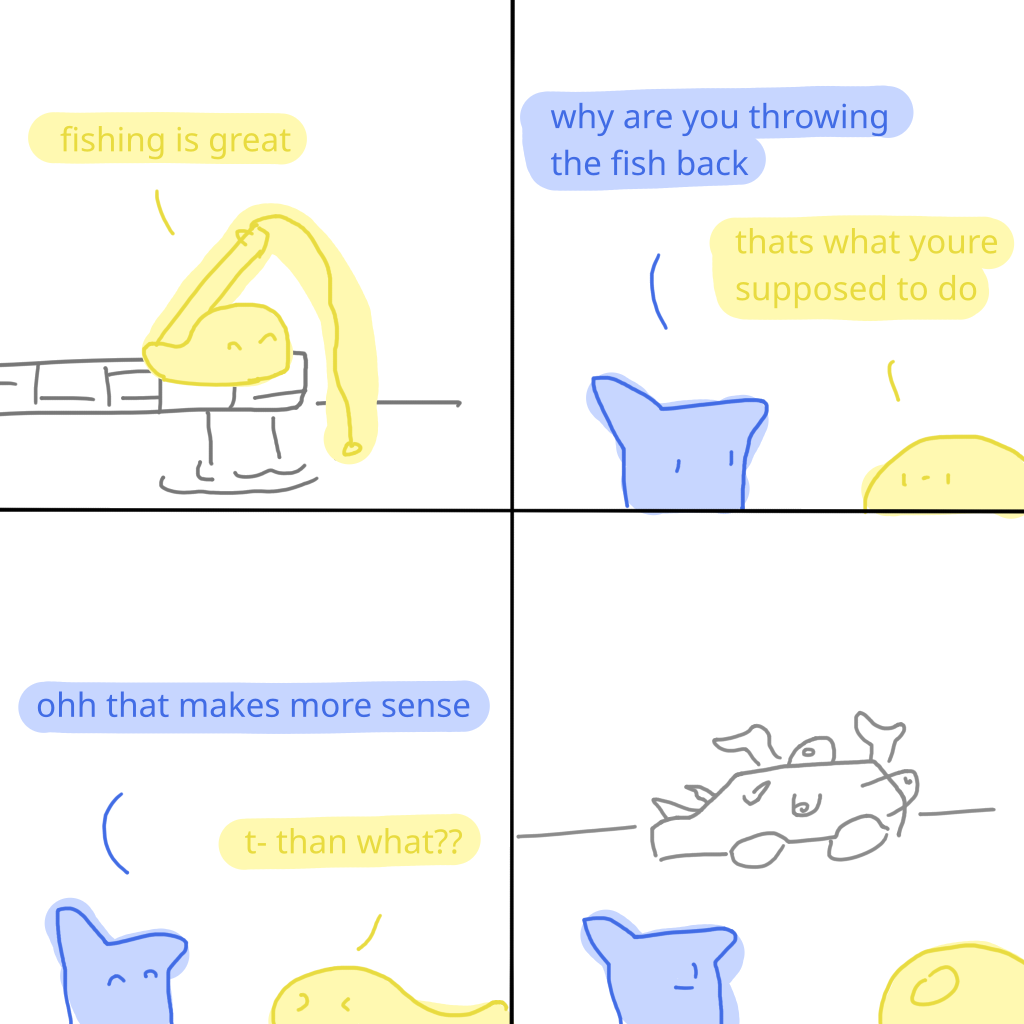 fishing is great
why are you throwing
the fish back
thats what youre
supposed to do
ohh that makes more sense
t- than what??